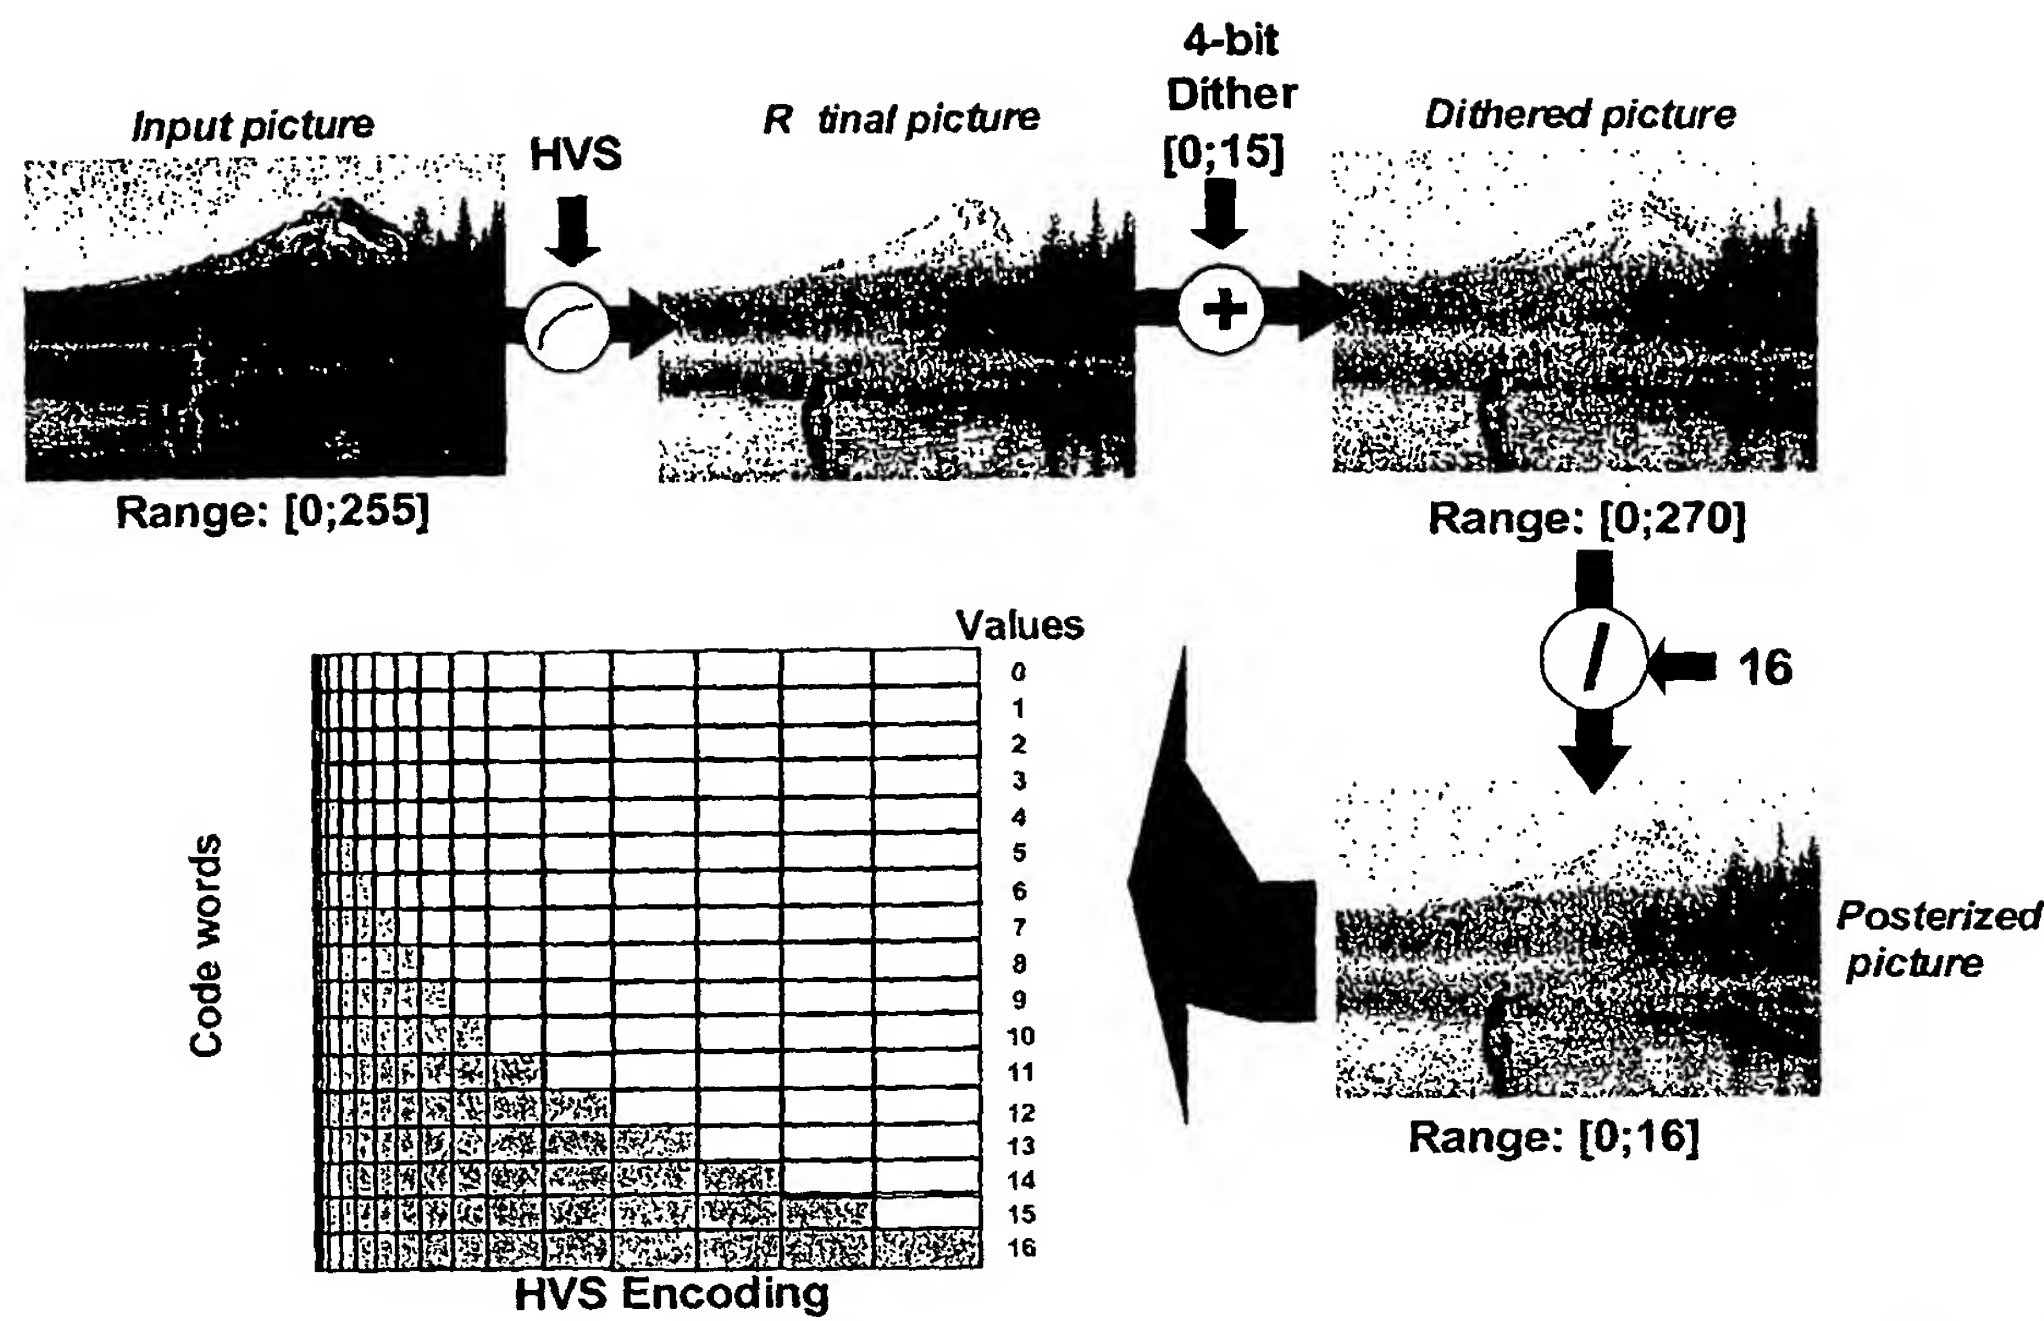 Input picture
HVS
R tinal picture
4-bit
Dither
[0;15]
Dithered picture
Range: [0;255]
Range: [0;270]
16
Values
0
1
2
3
4
5
6
7
8
9
10
11
12
13
14
15
16
Code words
HVS Encoding
Posterized
picture
Range: [0;16]